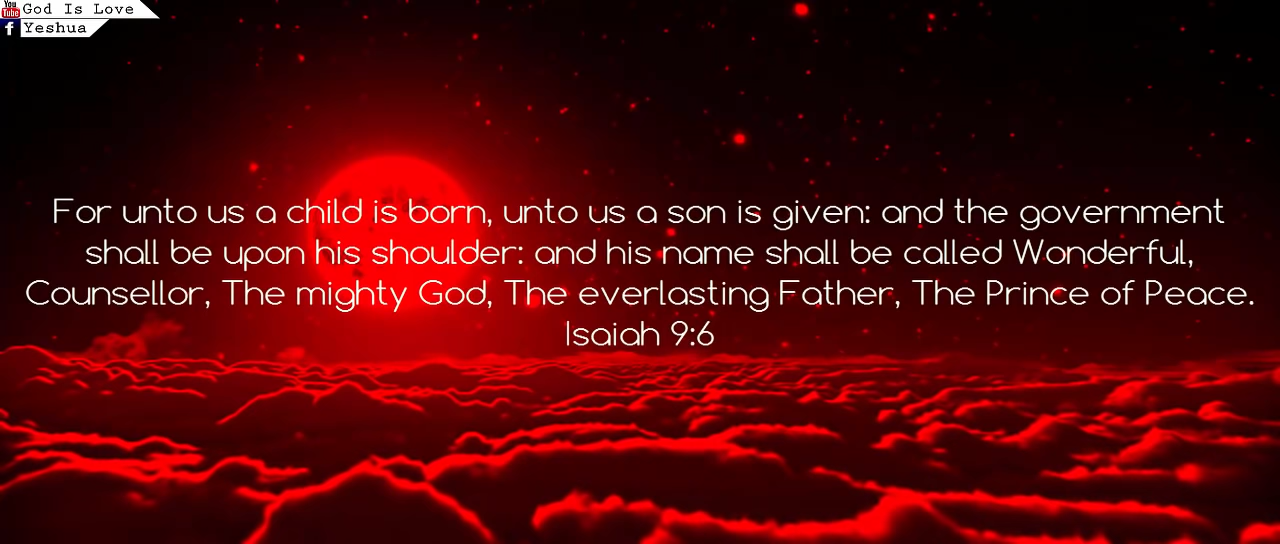 You
Tube
God Is Love
f Yeshua
For unto us a child is born, unto us a son is given: and the government
shall be upon his shoulder: and his name shall be called Wonderful,
Counsellor, The mighty God, The everlasting Father, The Prince of Peace.
Isaiah 9:6